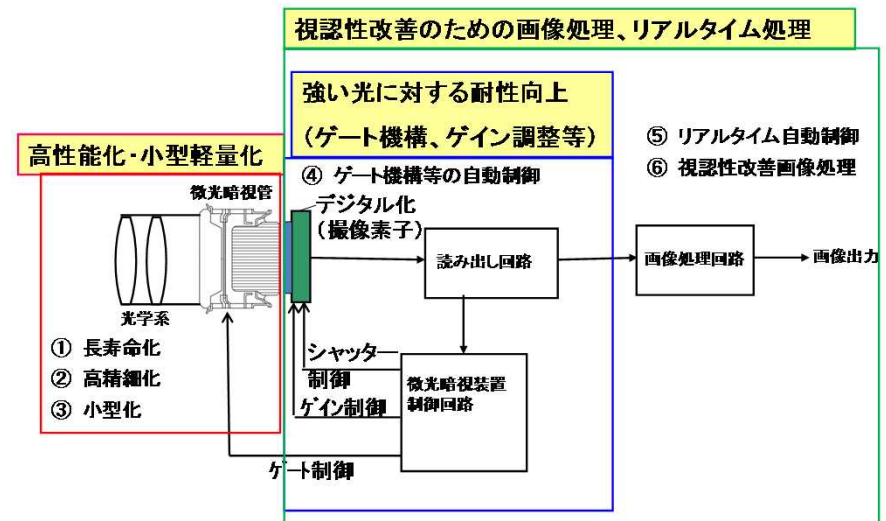 視認性改善のための画像処理、リアルタイム処理
強い光に対する耐性向上
(ゲート機構、ゲイン調整等)
高性能化・小型軽量化
⑤ リアルタイム自動制御
⑥ 視認性改善画像処理
④ ゲート機構等の自動制御
微光暗視管
デジタル化
(撮像素子)
読み出し回路
画像処理回路
画像出力
光学系
① 長寿命化
② 高精細化
③ 小型化
シャッター
制御
ゲイン制御
微光暗視装置
制御回路
ゲート制御